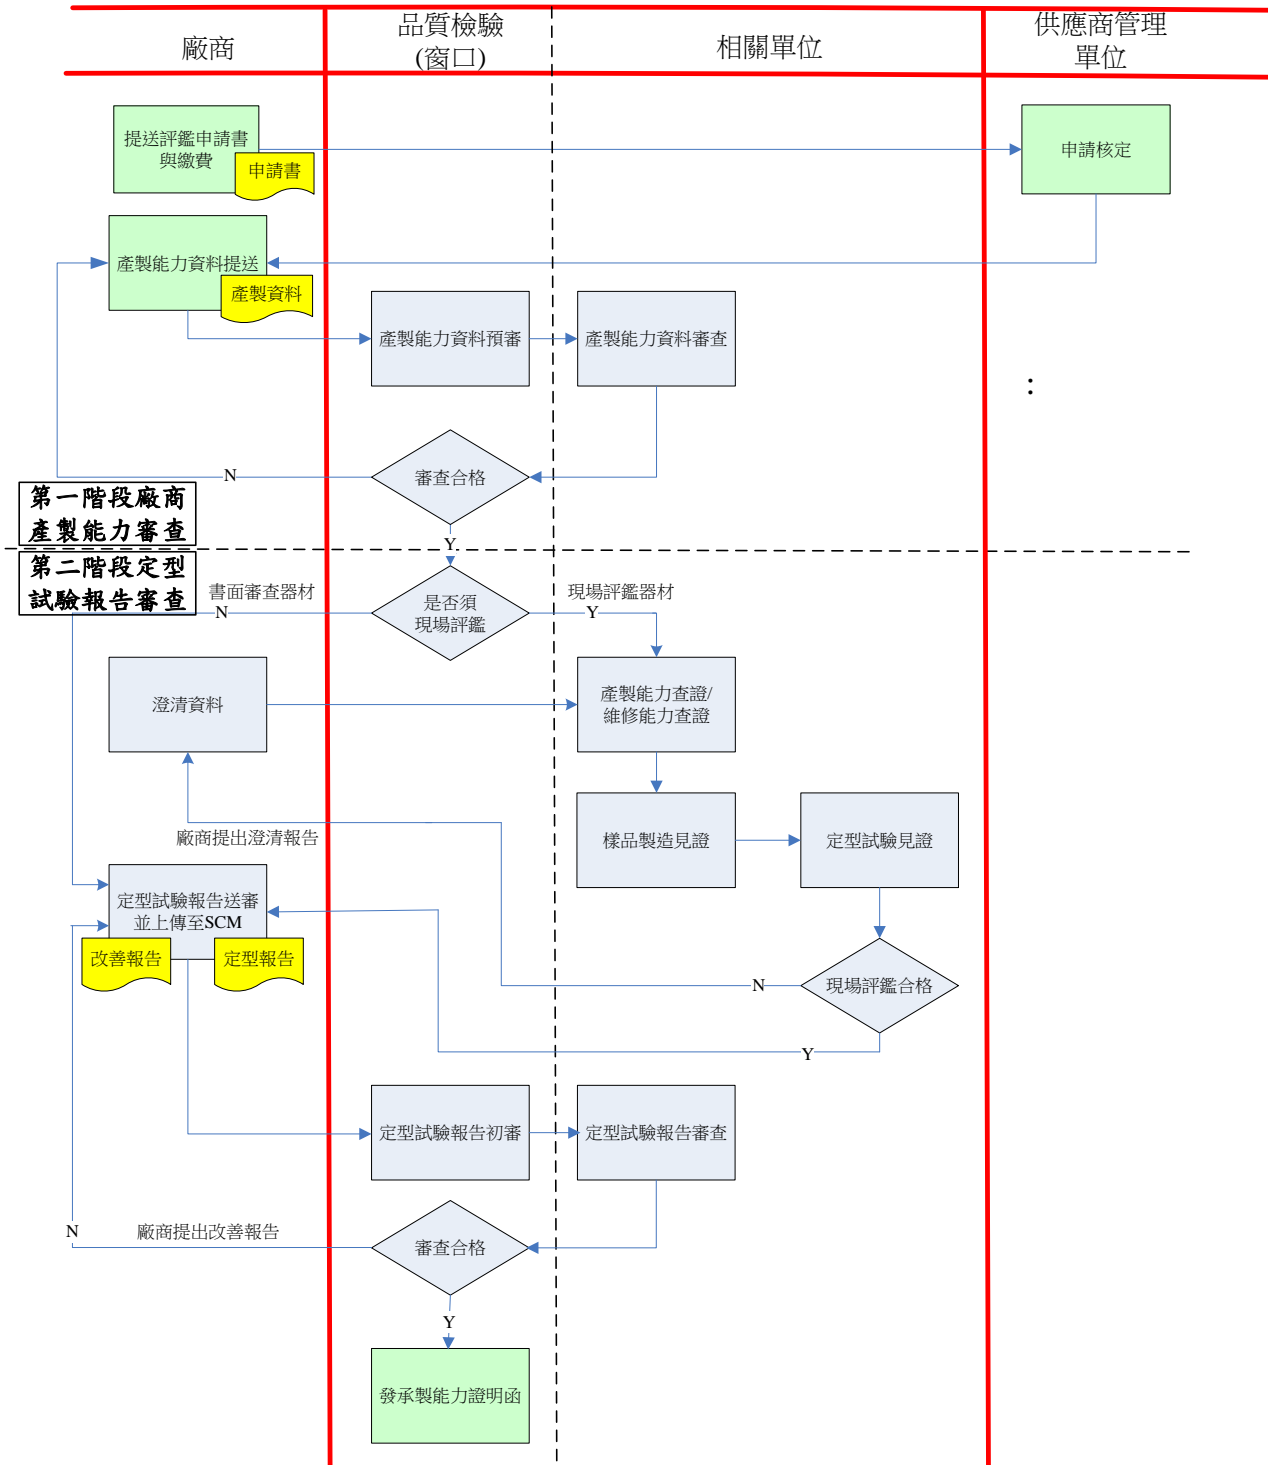 廠商
品質檢驗
(窗口)
相關單位
供應商管理
單位
提送評鑑申請書
與繳費
申請書
申請核定
產製能力資料提送
產製資料
產製能力資料預審
產製能力資料審查
:
審查合格
N
第一階段廠商
產製能力審查
Y
第二階段定型
試驗報告審查
書面審查器材
N
是否須
現場評鑑
現場評鑑器材
Y
澄清資料
產製能力查證/
維修能力查證
廠商提出澄清報告
樣品製造見證
定型試驗見證
定型試驗報告送審
並上傳至SCM
改善報告
定型報告
N
現場評鑑合格
Y
定型試驗報告初審
定型試驗報告審查
N
廠商提出改善報告
審查合格
Y
發承製能力證明函